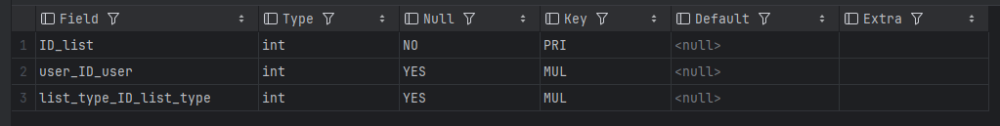 Field Type Null Key Default Extra
1 ID_list int NO PRI <null>
2 user_ID_user int YES MUL <null>
3 list_type_ID_list_type int YES MUL <null>